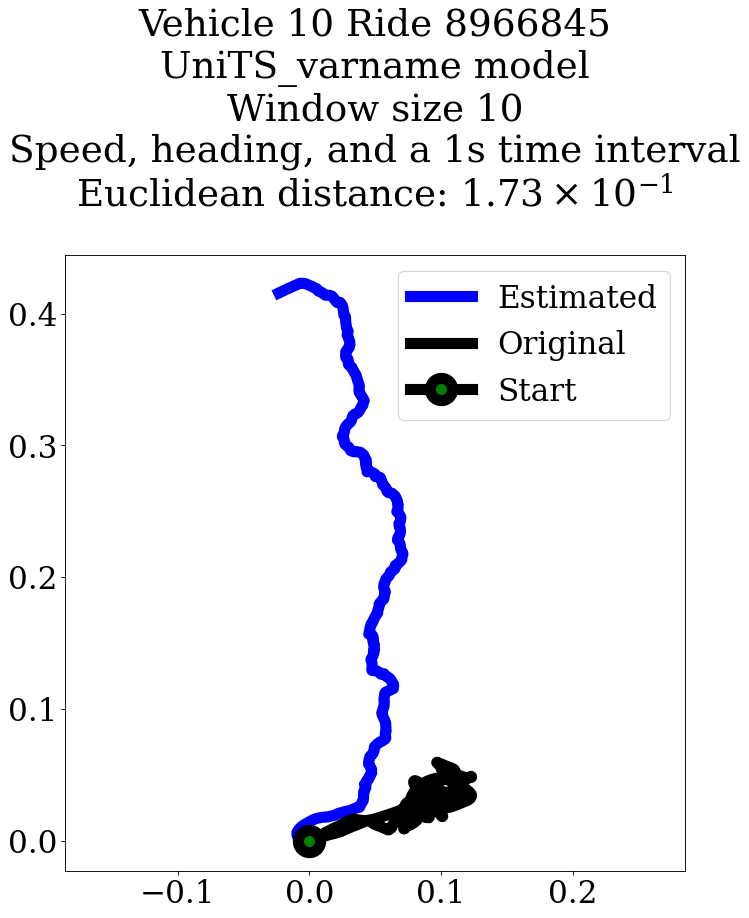 Vehicle 10 Ride 8966845
UniTS_varname model
Window size 10
Speed, heading, and a 1s time interval
Euclidean distance: 1.73 × 10⁻¹
Estimated
Original
Start
0.4
0.3
0.2
0.1
0.0
−0.1 0.0 0.1 0.2